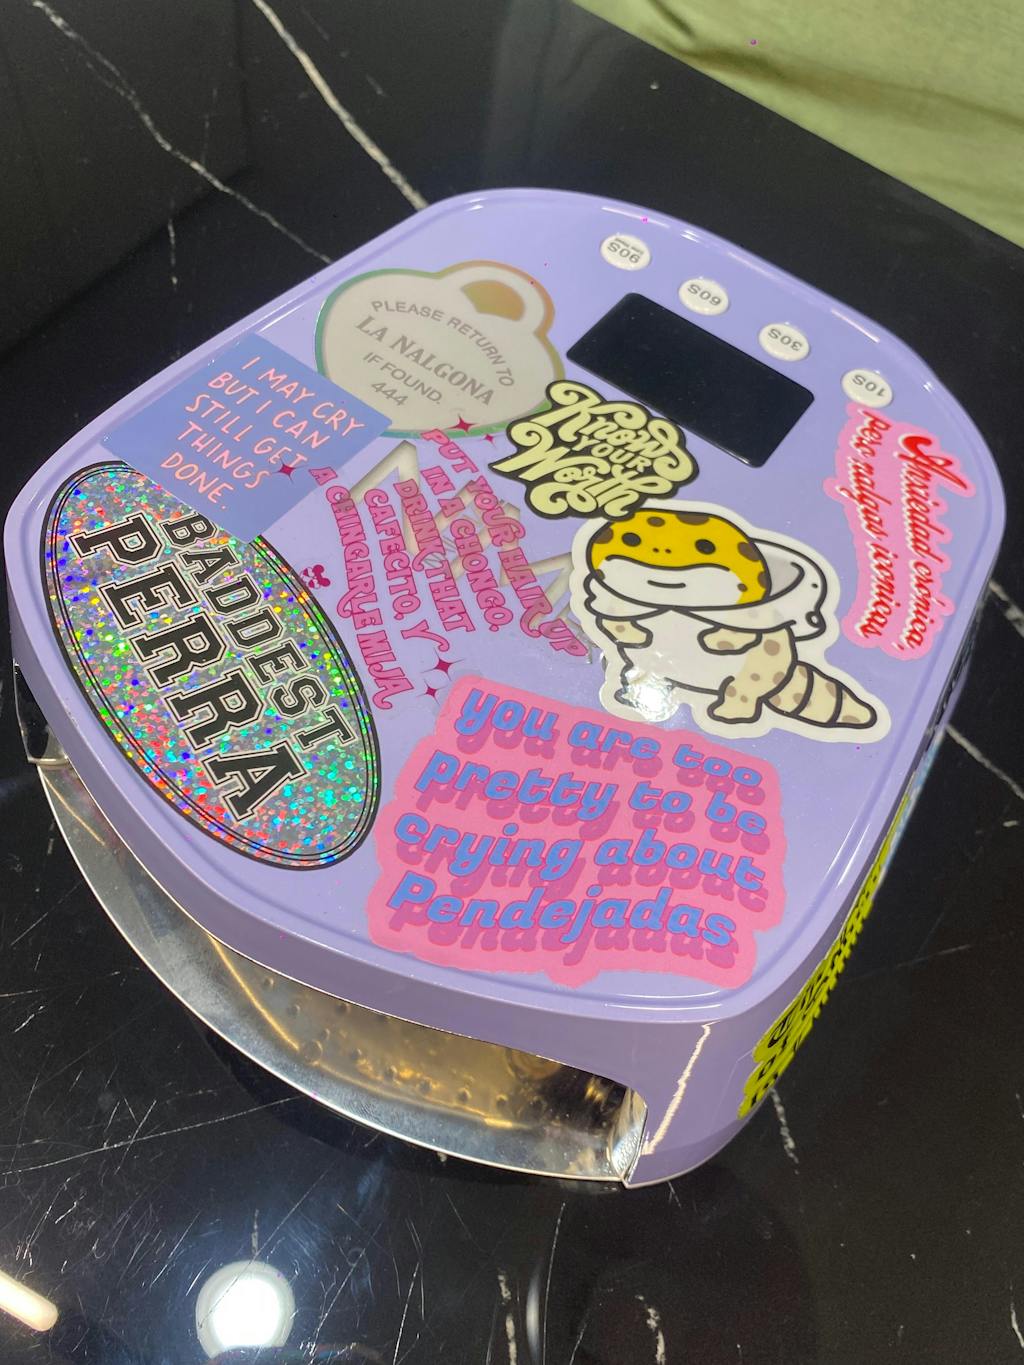 90S
60S
30S
10S
PLEASE RETURN TO
LA NALGONA
IF FOUND.
444
I MAY CRY
BUT I CAN
STILL GET
THINGS
DONE.
Know
YOUR
Worth
Ansiedad crónica,
pero nalgas icónicas
PUT YOUR HAIR UP
IN A CHONGO,
DRINK THAT
CAFECITO, Y
A CHINGARLE MIJA
BADDEST
PERRA
you are too
pretty to be
crying about
Pendejadas